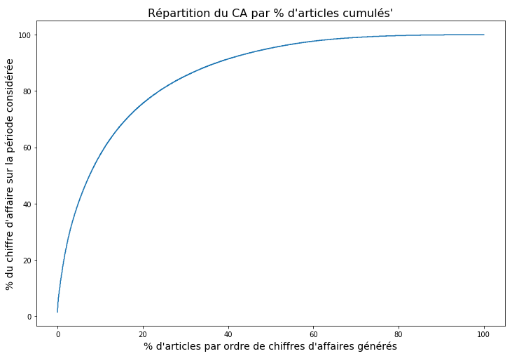 Répartition du CA par % d'articles cumulés'
% du chiffre d'affaire sur la période considérée
100
80
60
40
20
0
0 20 40 60 80 100
% d'articles par ordre de chiffres d'affaires générés